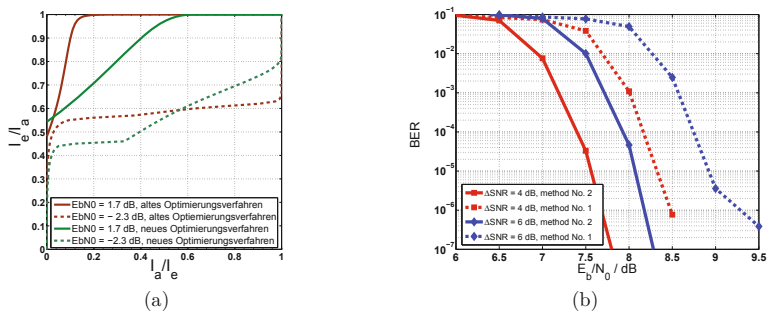 1
0.9
0.8
0.7
0.6
0.5
0.4
0.3
0.2
0.1
0
I_e/I_a
EbN0 = 1.7 dB, altes Optimierungsverfahren
EbN0 = − 2.3 dB, altes Optimierungsverfahren
EbN0 = 1.7 dB, neues Optimierungsverfahren
EbN0 = −2.3 dB, neues Optimierungsverfahren
0 0.2 0.4 0.6 0.8 1
I_a/I_e
(a)
10^-1
10^-2
10^-3
10^-4
10^-5
10^-6
10^-7
BER
ΔSNR = 4 dB, method No. 2
ΔSNR = 4 dB, method No. 1
ΔSNR = 6 dB, method No. 2
ΔSNR = 6 dB, method No. 1
6 6.5 7 7.5 8 8.5 9 9.5
E_b/N_0 / dB
(b)